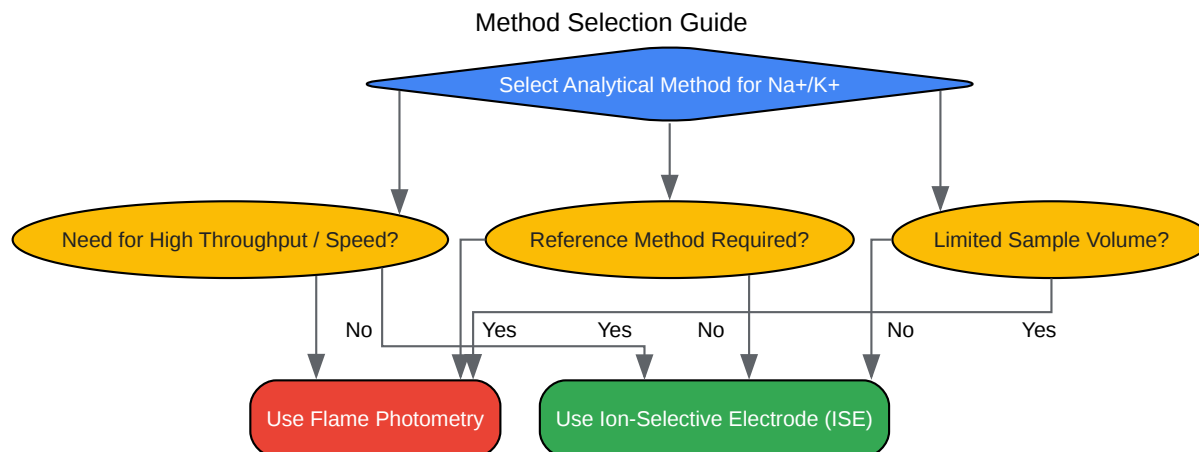 Method Selection Guide
Select Analytical Method for Na+/K+
Need for High Throughput / Speed?
Reference Method Required?
Limited Sample Volume?
No
Yes
Yes
No
No
Yes
Use Flame Photometry
Use Ion-Selective Electrode (ISE)